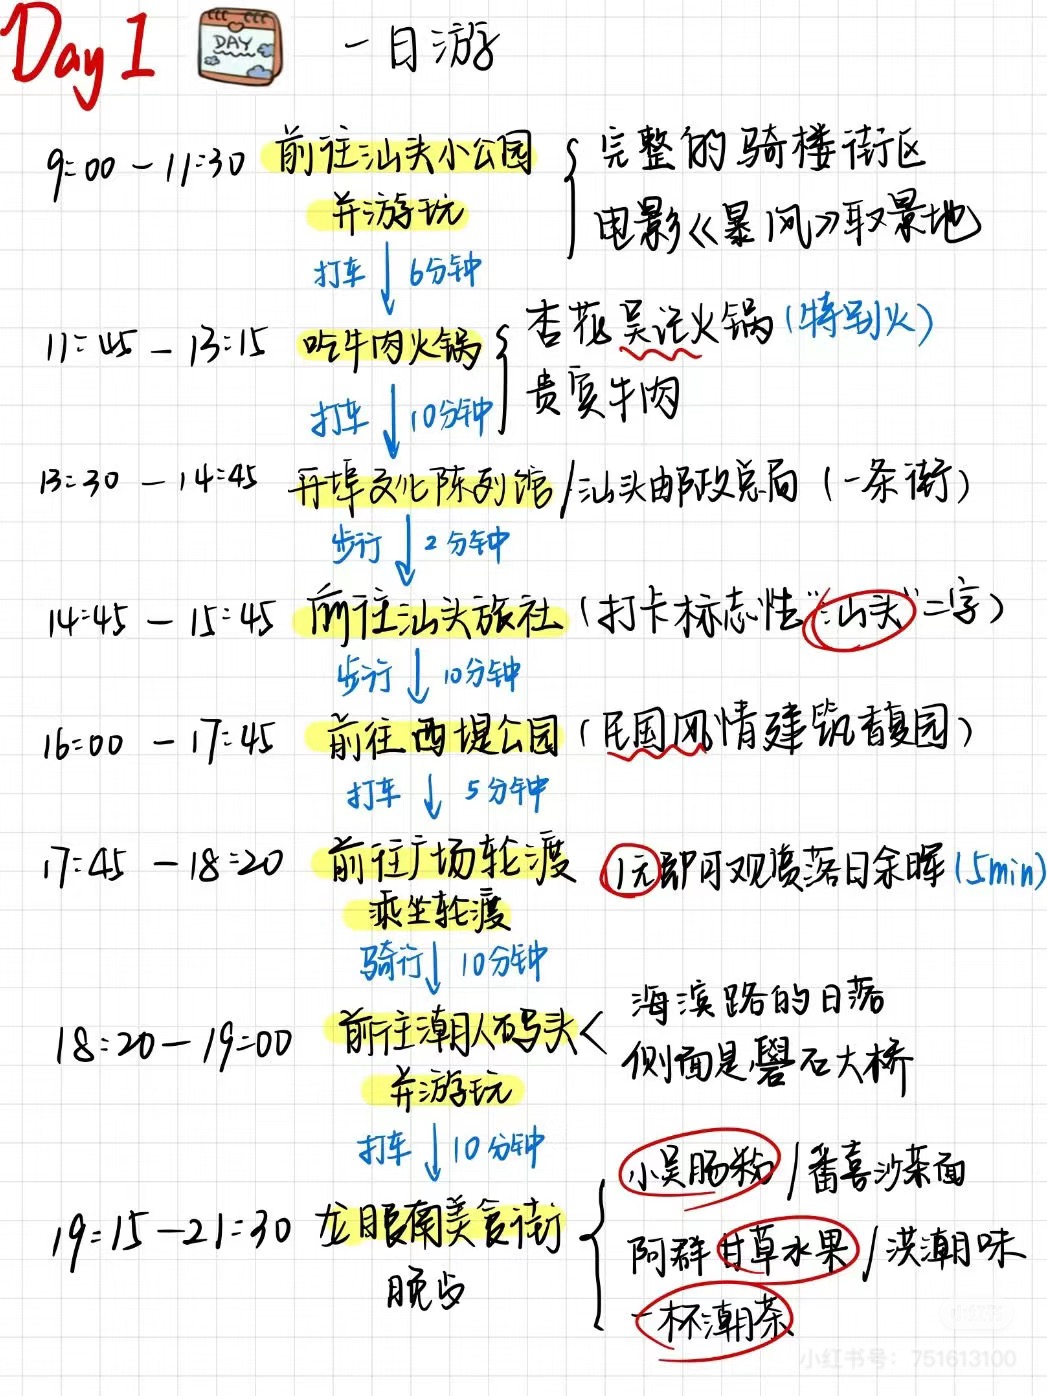 Day 1
DAY
一日游
9:00 - 11:30 前往汕头小公园 完整的骑楼街区
并游玩 电影《暴风》取景地
打车 6分钟
11:45 - 13:15 吃牛肉火锅 杏花吴记火锅(特别火)
贵宾牛肉
打车 10分钟
13:30 - 14:45 开埠文化陈列馆/汕头邮政总局(一条街)
步行 2分钟
14:45 - 15:45 前往汕头旅社(打卡标志性"汕头"二字)
步行 10分钟
16:00 - 17:45 前往西堤公园(民国风情建筑复园)
打车 5分钟
17:45 - 18:20 前往广场轮渡 1元即可观赏落日余晖(5min)
乘坐轮渡
骑行 10分钟
18:20 - 19:00 前往潮人码头 海滨路的日落
并游玩 侧面是礐石大桥
打车 10分钟
19:15 - 21:30 龙眼南美食街 小吴肠粉/番喜沙茶面
晚占 阿群甘草水果/洪潮味
一杯潮茶
小红书
小红书号：751613100